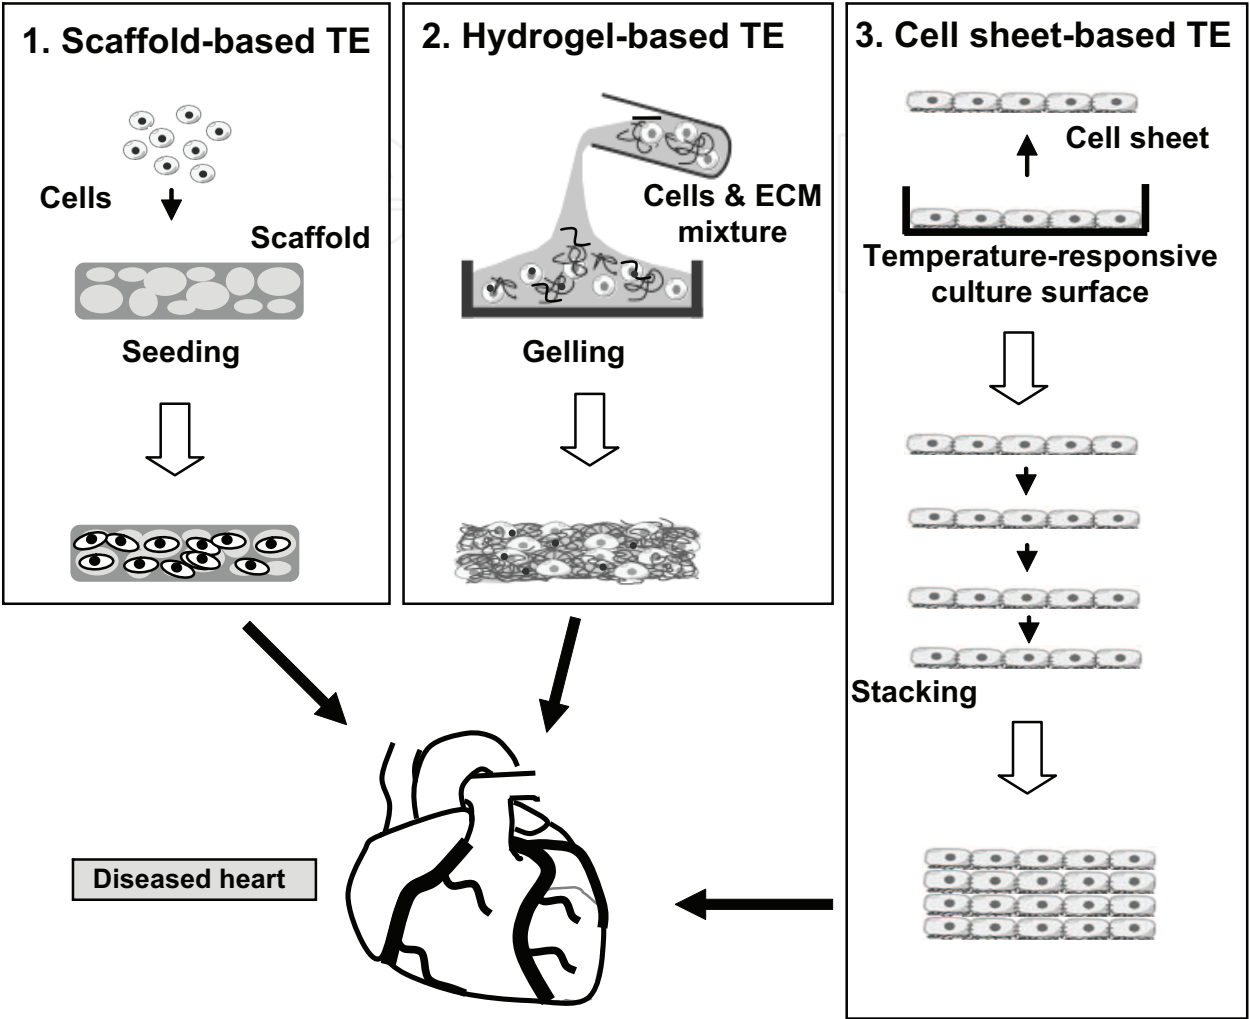 1. Scaffold-based TE
Cells
Scaffold
Seeding
2. Hydrogel-based TE
Cells & ECM
mixture
Gelling
3. Cell sheet-based TE
Cell sheet
Temperature-responsive
culture surface
Stacking
Diseased heart